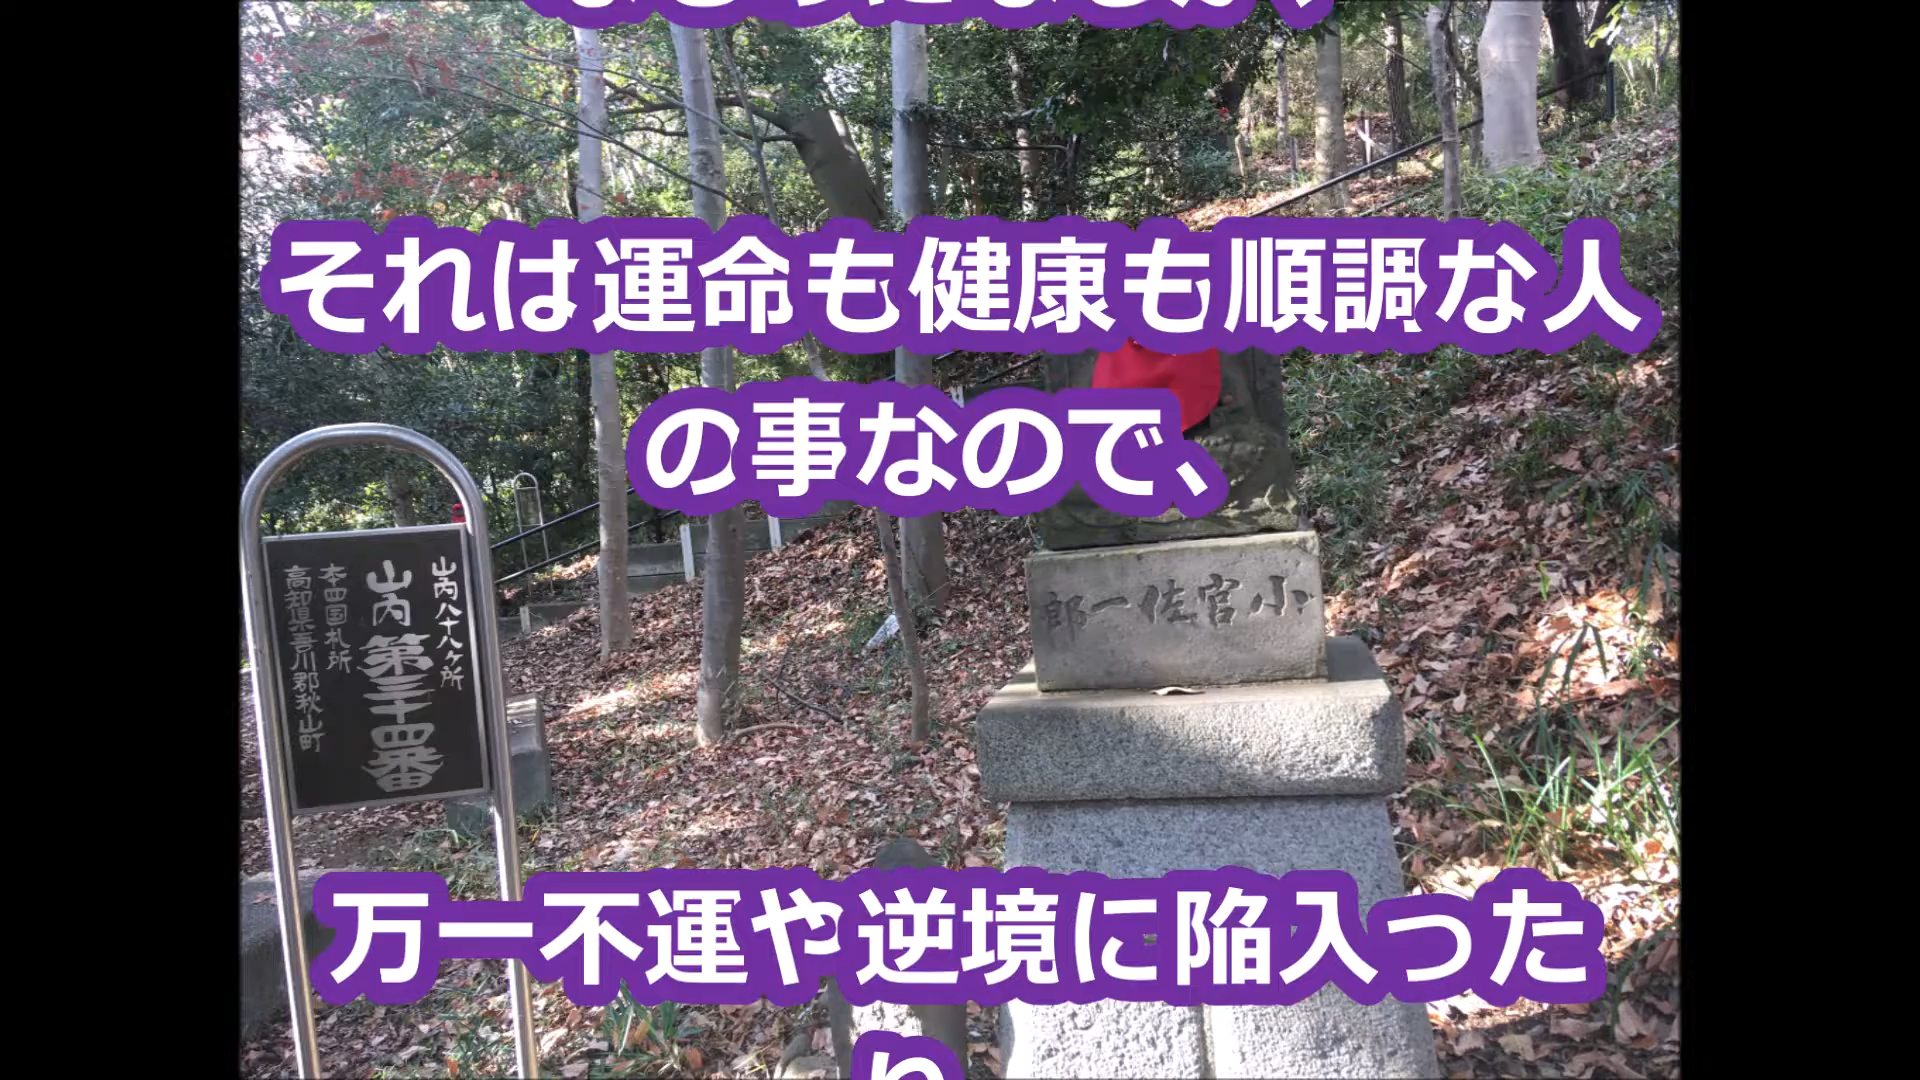 それは運命も健康も順調な人
の事なので、
山内八十八ヶ所
山内第三十四番
本四国札所
高知県吾川郡秋山町
小宮佐一郎
万一不運や逆境に陥入った
り